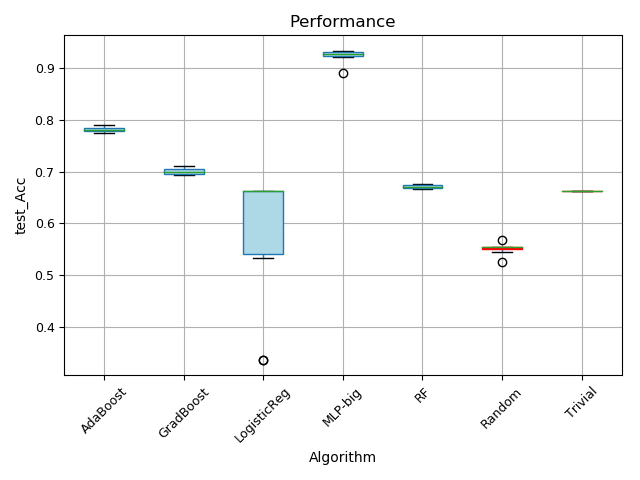 Performance
test_Acc
0.9
0.8
0.7
0.6
0.5
0.4
AdaBoost
GradBoost
LogisticReg
MLP-big
RF
Random
Trivial
Algorithm